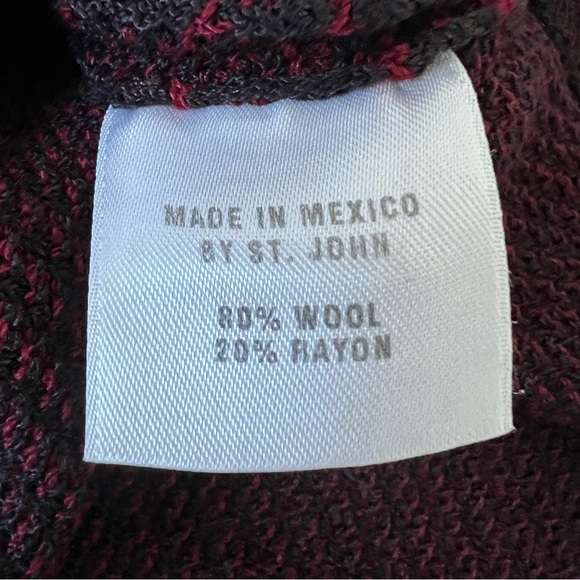 MADE IN MEXICO
BY ST. JOHN
80% WOOL
20% RAYON